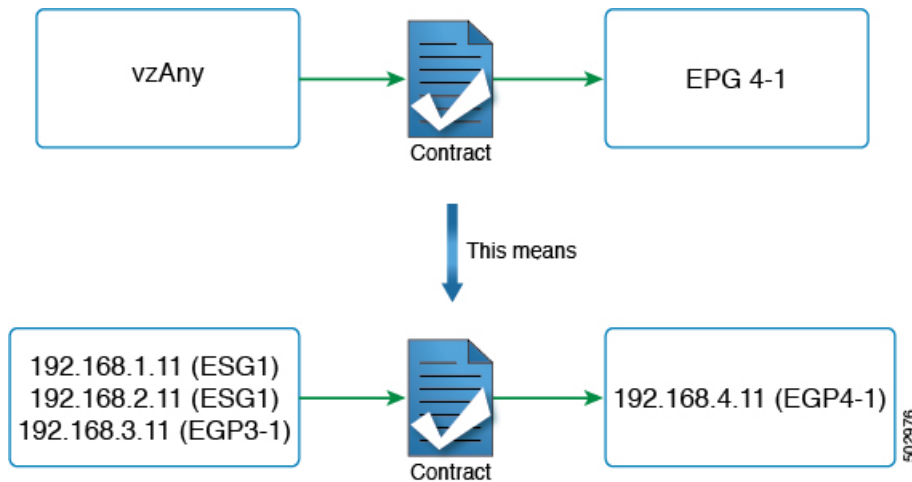 vzAny
Contract
EPG 4-1
This means
192.168.1.11 (ESG1)
192.168.2.11 (ESG1)
192.168.3.11 (EGP3-1)
Contract
192.168.4.11 (EGP4-1)
502976